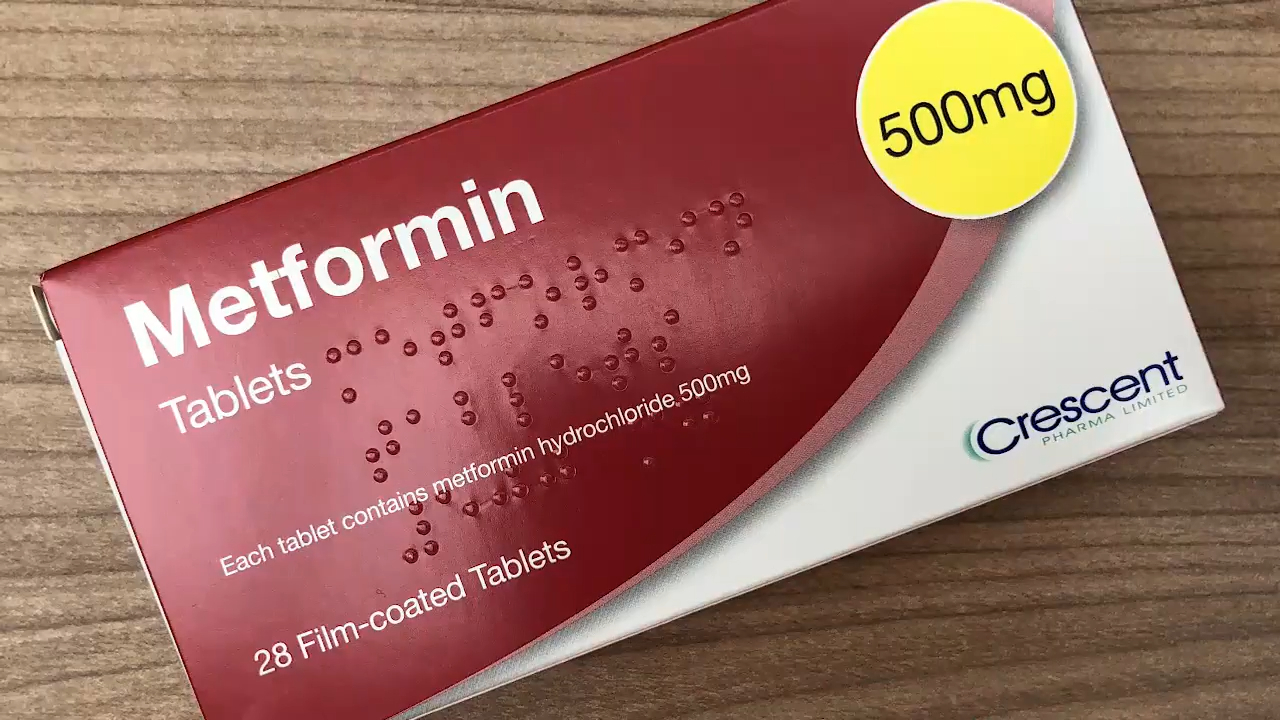 500mg
Metformin
Tablets
Each tablet contains metformin hydrochloride 500mg
28 Film-coated Tablets
Crescent
PHARMA LIMITED